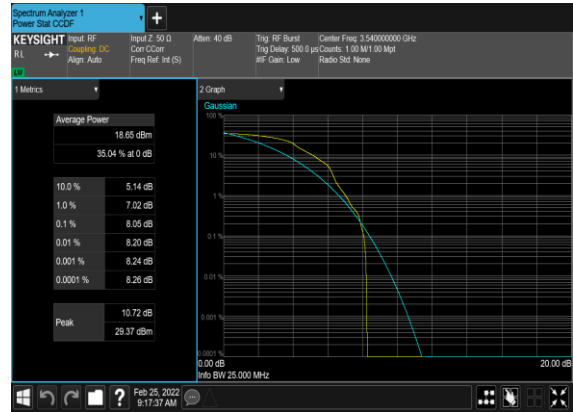 Spectrum Analyzer 1
Power Stat CCDF
KEYSIGHT
RL
Input: RF
Coupling: DC
Align: Auto
Input Z: 50 Ω
Corr CCorr
Freq Ref: Int (S)
Atten: 40 dB
Trig: RF Burst
Trig Delay: 500.0 µs
#IF Gain: Low
Center Freq: 3.540000000 GHz
Counts: 1.00 M/1.00 Mpt
Radio Std: None
1 Metrics
Average Power
18.65 dBm
35.04 % at 0 dB
10.0 % 5.14 dB
1.0 % 7.02 dB
0.1 % 8.05 dB
0.01 % 8.20 dB
0.001 % 8.24 dB
0.0001 % 8.26 dB
Peak
10.72 dB
29.37 dBm
2 Graph
Gaussian
100 %
10 %
1 %
0.1 %
0.01 %
0.001 %
0.0001 %
0.00 dB 20.00 dB
Info BW 25.000 MHz
?
Feb 25, 2022
9:17:37 AM